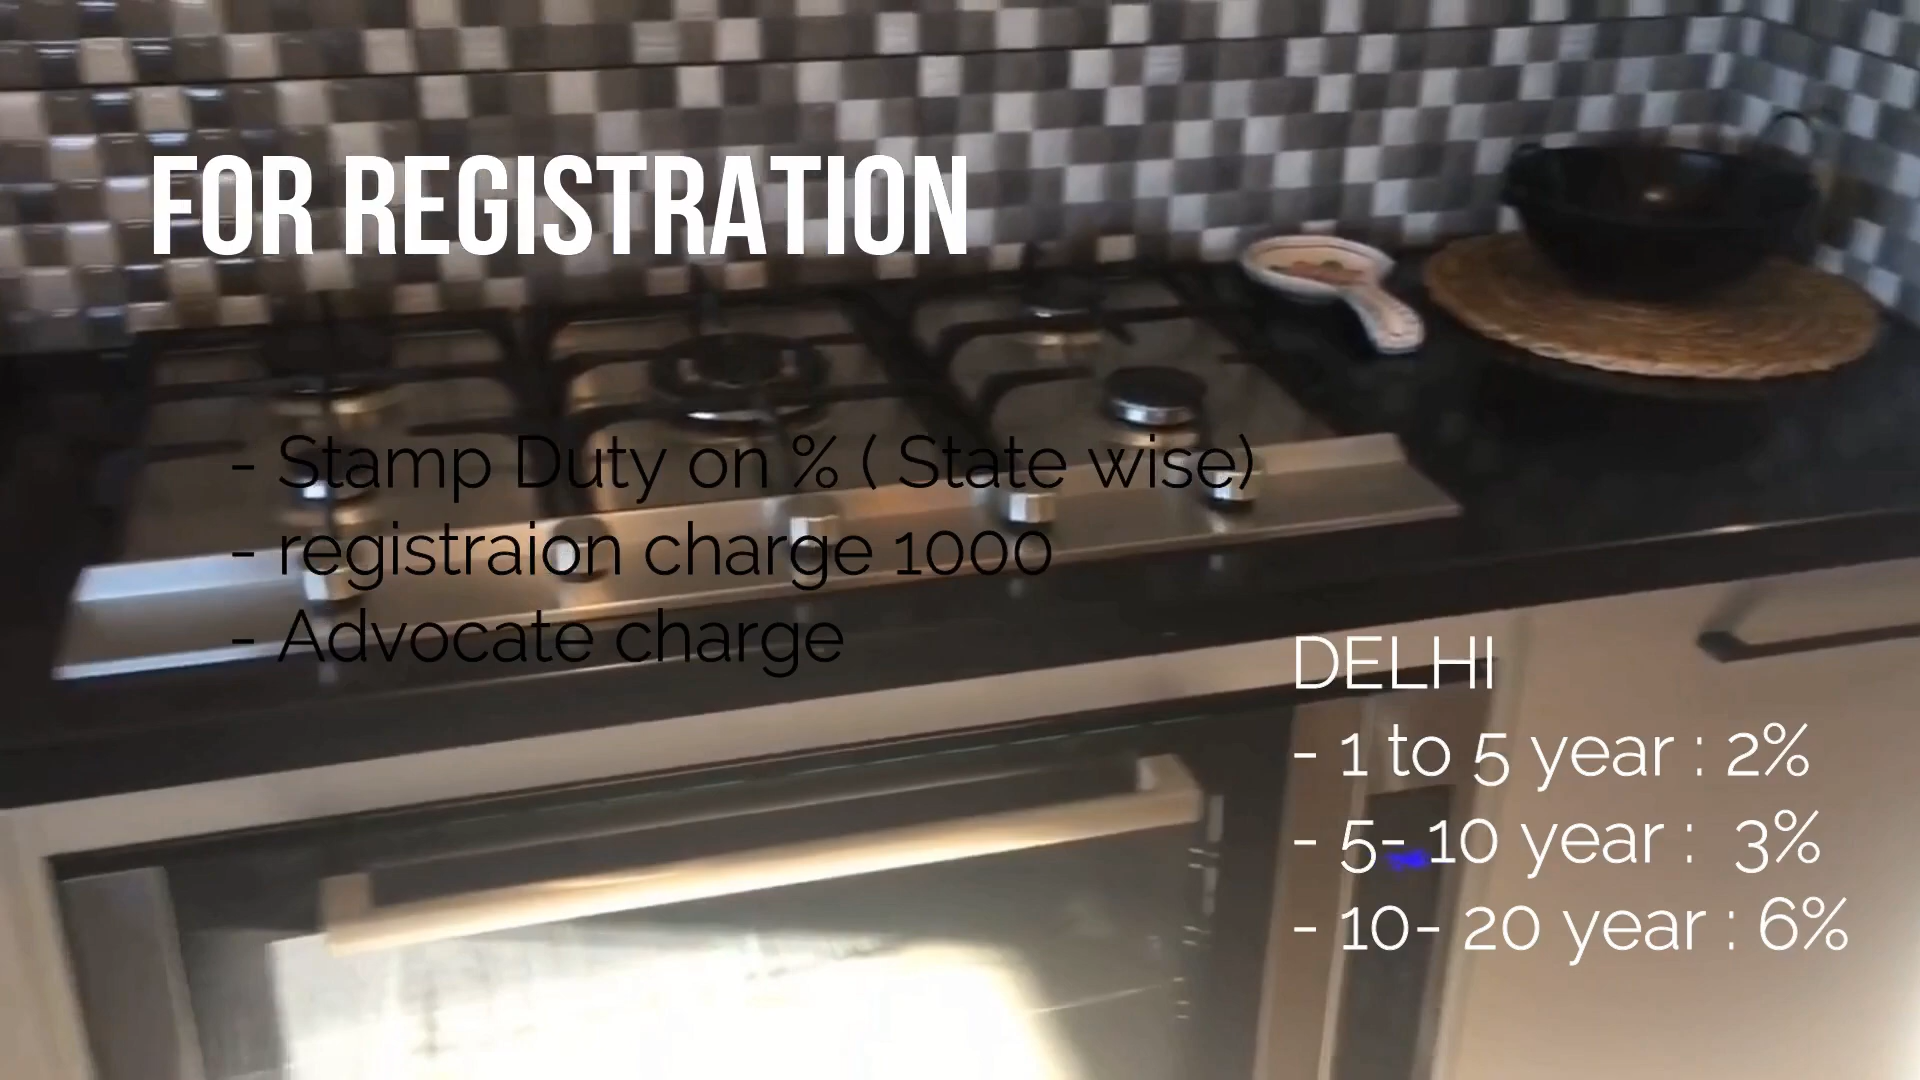 FOR REGISTRATION
- Stamp Duty on % ( State wise)
- registraion charge 1000
- Advocate charge
DELHI
- 1 to 5 year : 2%
- 5- 10 year : 3%
- 10- 20 year : 6%